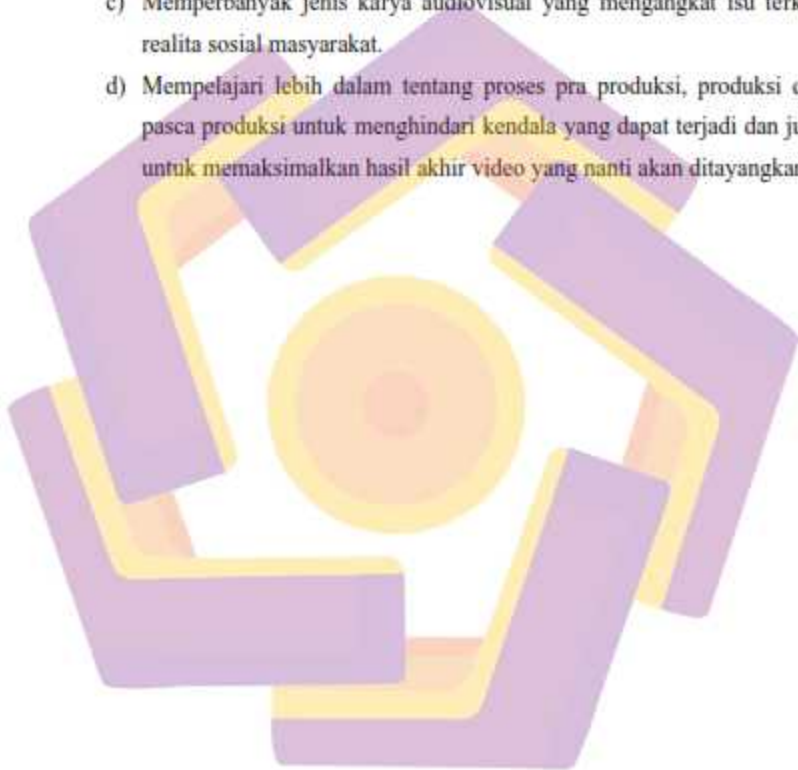 c) Memperbanyak jenis karya audiovisual yang mengangkat isu
realita sosial masyarakat.
d) Mempelajari lebih dalam tentang proses pra produksi, produksi
pasca produksi untuk menghindari kendala yang dapat terjadi dan
untuk memaksimalkan hasil akhir video yang nanti akan ditayangkan